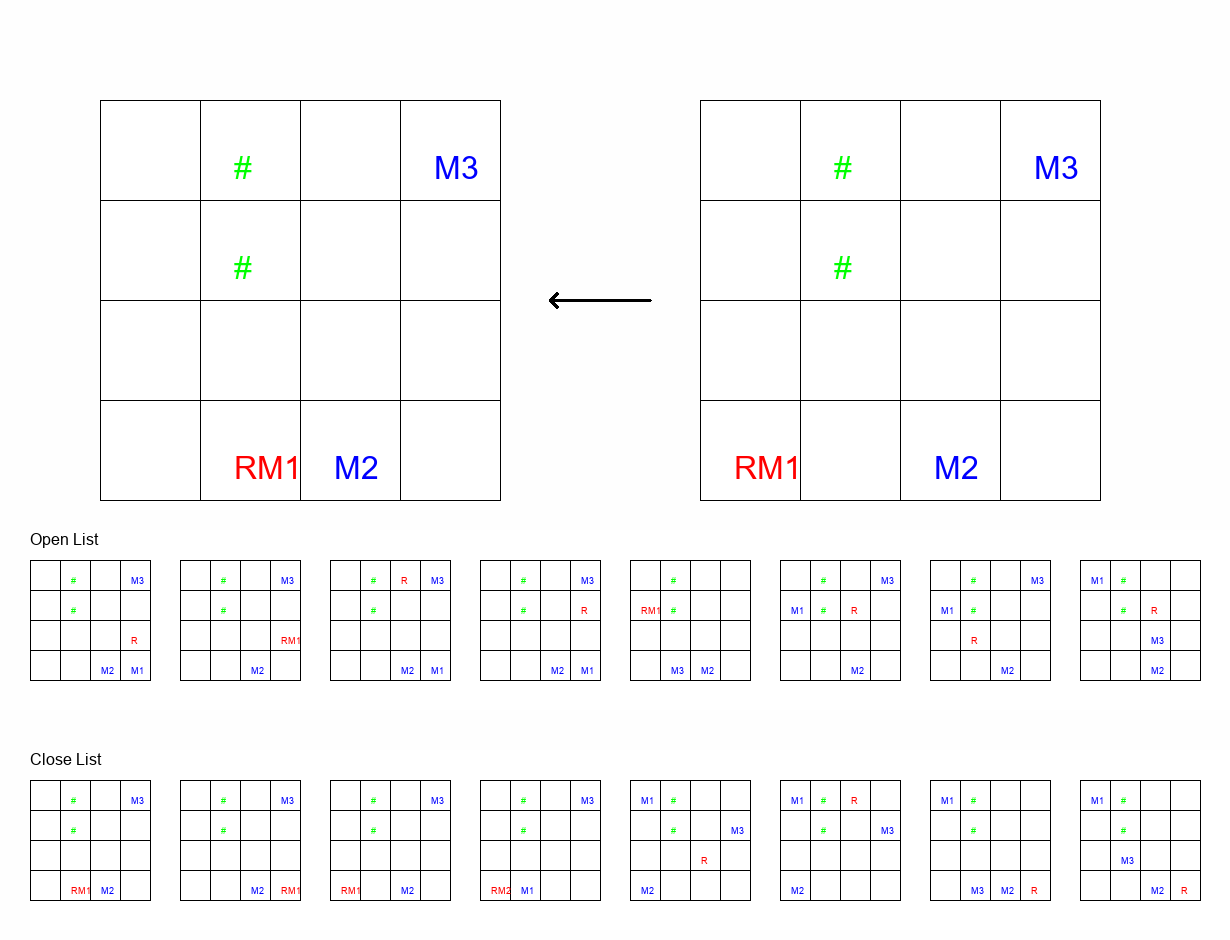 # M3 # M3
# #
RM1 M2 RM1 M2
Open List
# M3 # M3 # R M3 # M3 # # M3 # M3 M1 #
# # # # R RM1 # M1 # R M1 # # R
R RM1 R M3
M2 M1 M2 M2 M1 M2 M1 M3 M2 M2 M2 M2
Close List
# M3 # M3 # M3 # M3 M1 # M1 # R M1 # M1 #
# # # # # M3 # M3 # #
R M3
RM1 M2 M2 RM1 RM1 M2 RM2 M1 M2 M2 M3 M2 R M2 R